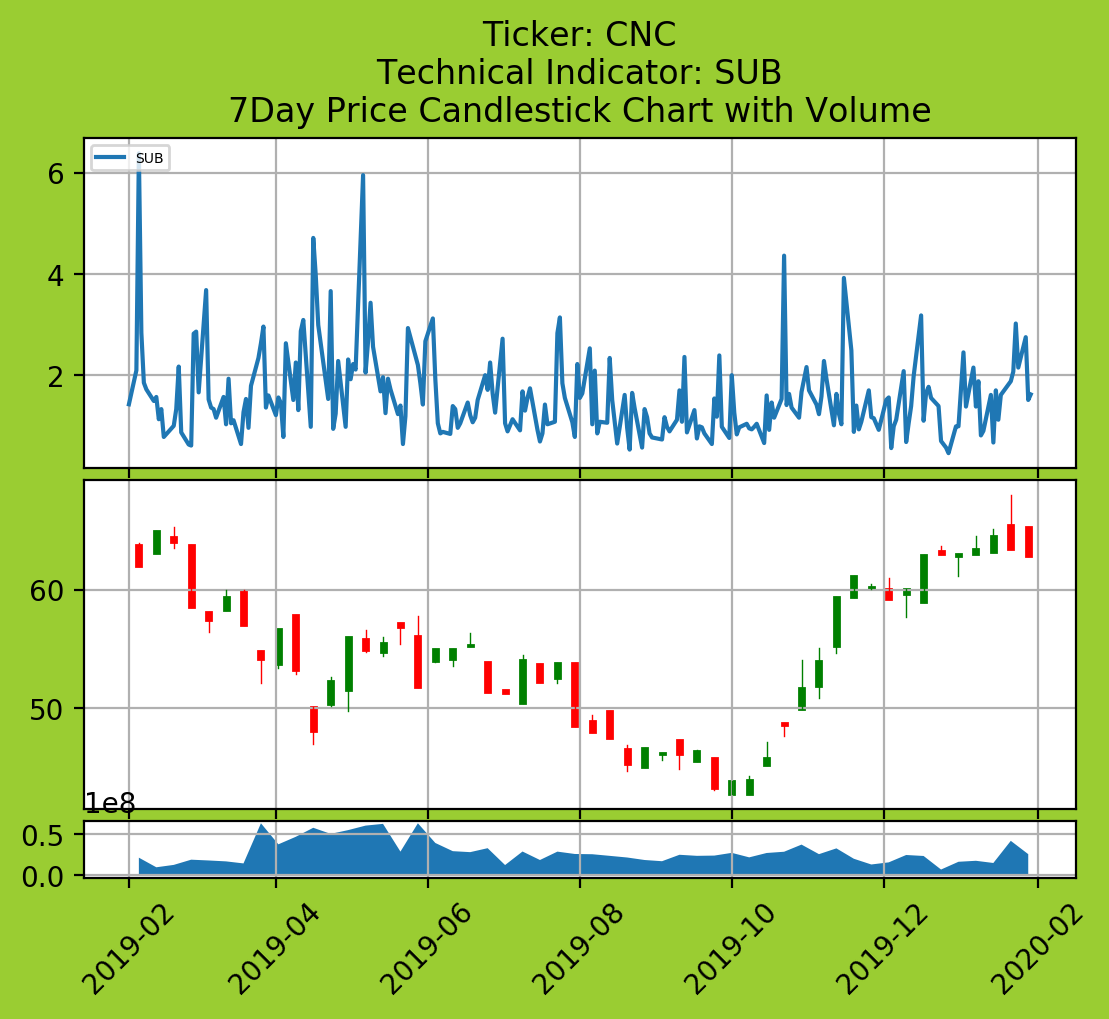 Ticker: CNC
Technical Indicator: SUB
7Day Price Candlestick Chart with Volume
SUB
6
4
2
60
50
1e8
0.5
0.0
2019-02
2019-04
2019-06
2019-08
2019-10
2019-12
2020-02